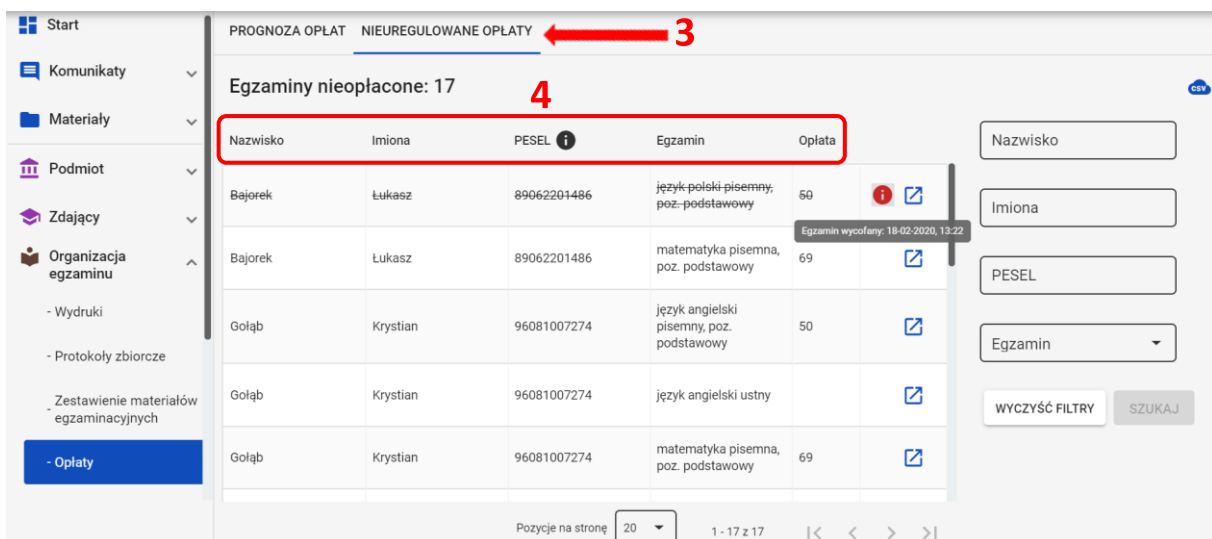 Start
PROGNOZA OPŁAT NIEUREGULOWANE OPŁATY 3
Komunikaty
Egzaminy nieopłacone: 17
4
CSV
Materiały
Nazwisko Imiona PESEL i Egzamin Opłata
Nazwisko
Podmiot
Bajorek Łukasz 89062201486 język polski pisemny,
poz. podstawowy 50 i
Imiona
Zdający
Egzamin wycofany: 18-02-2020, 13:22
Organizacja
egzaminu
Bajorek Łukasz 89062201486 matematyka pisemna,
poz. podstawowy 69
PESEL
- Wydruki
Gołąb Krystian 96081007274 język angielski
pisemny, poz.
podstawowy 50
Egzamin
- Protokoły zbiorcze
- Zestawienie materiałów
egzaminacyjnych
Gołąb Krystian 96081007274 język angielski ustny
WYCZYŚĆ FILTRY SZUKAJ
- Opłaty
Gołąb Krystian 96081007274 matematyka pisemna,
poz. podstawowy 69
Pozycje na stronę 20 1 - 17 z 17